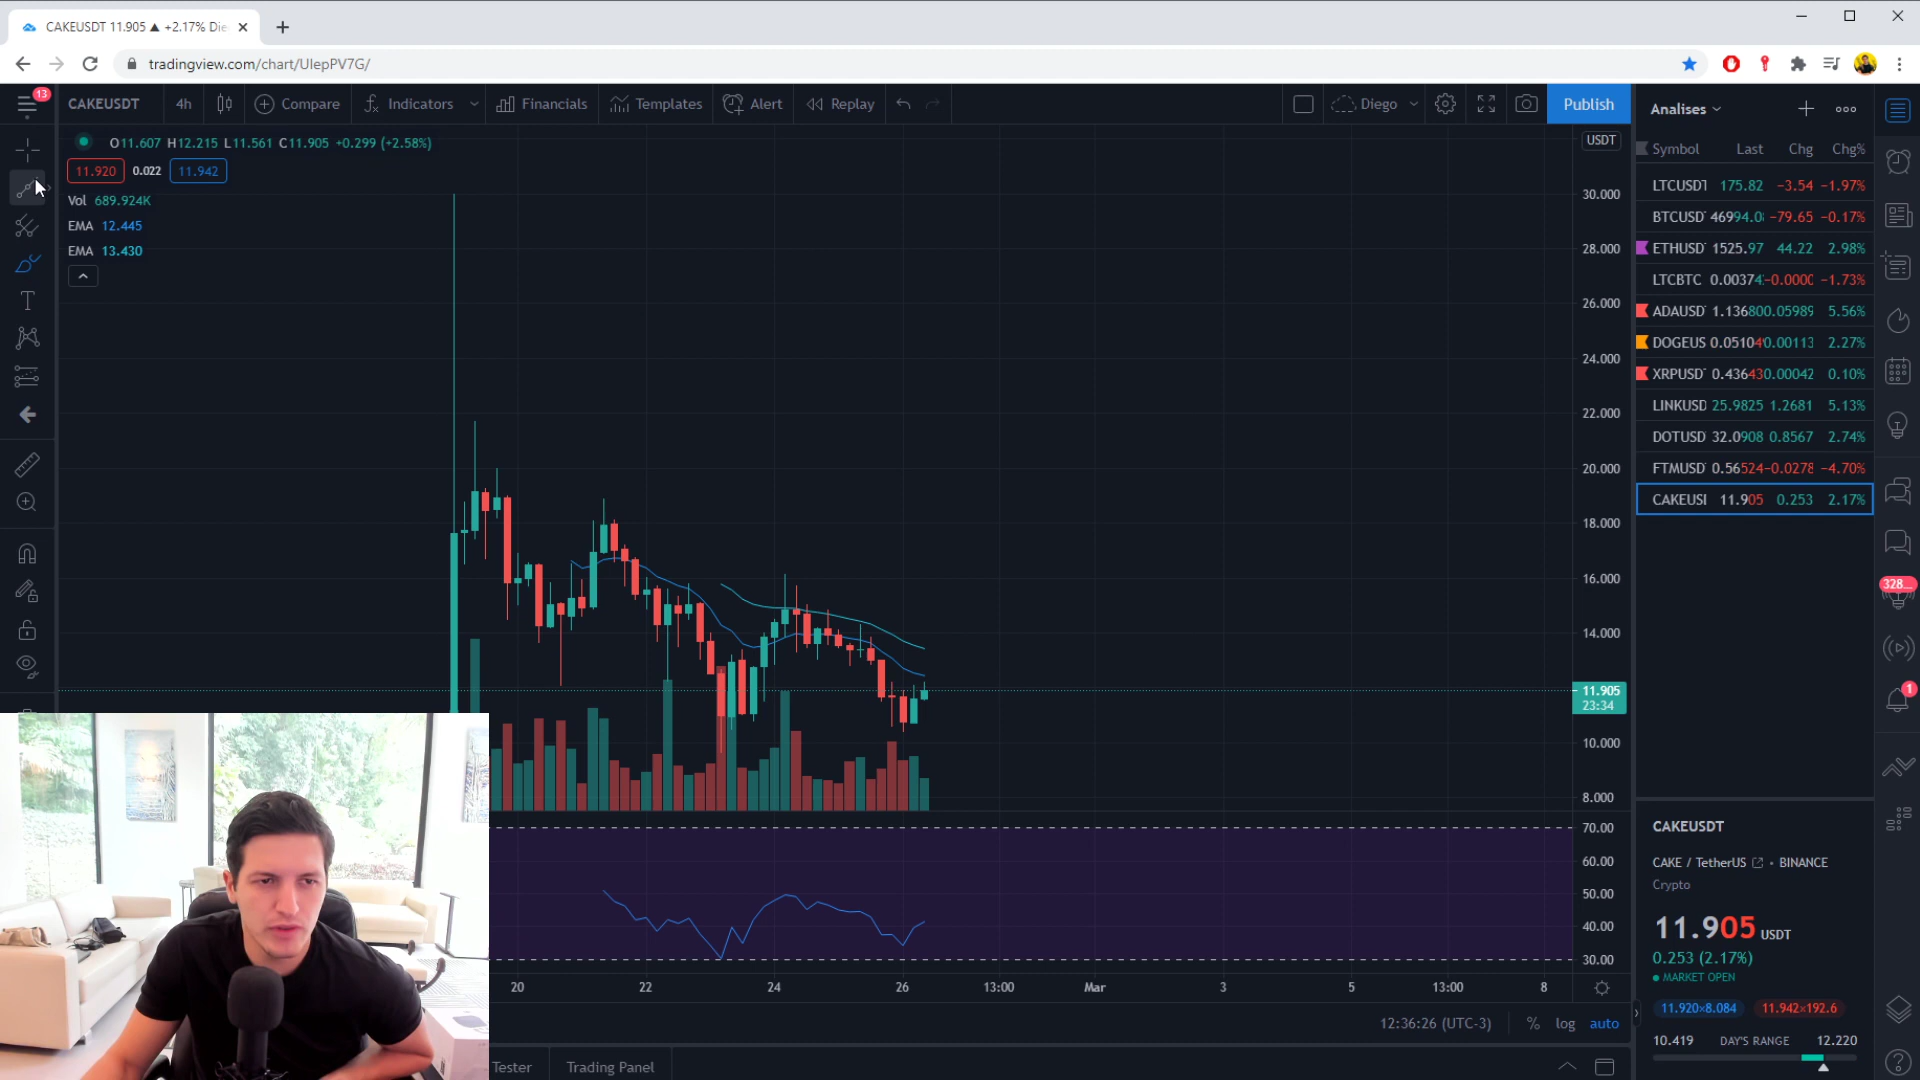 CAKEUSDT 11.905 ▲ +2.17% Die
tradingview.com/chart/UIepPV7G/
13
CAKEUSDT 4h Compare Indicators Financials Templates Alert Replay Diego Publish
O11.607 H12.215 L11.561 C11.905 +0.299 (+2.58%)
11.920 0.022 11.942
Vol 689.924K
EMA 12.445
EMA 13.430
USDT
30.000
28.000
26.000
24.000
22.000
20.000
18.000
16.000
14.000
11.905
23:34
10.000
8.000
70.00
60.00
50.00
40.00
30.00
20 22 24 26 13:00 Mar 3 5 13:00 8
12:36:26 (UTC-3) % log auto
Tester Trading Panel
Analises
Symbol Last Chg Chg%
LTCUSDT 175.82 −3.54 −1.97%
BTCUSD 46994.0 −79.65 −0.17%
ETHUSD 1525.97 44.22 2.98%
LTCBTC 0.00374 −0.0000 −1.73%
ADAUSD 1.13680 0.05989 5.56%
DOGEUS 0.05104 0.00113 2.27%
XRPUSD 0.43643 0.00042 0.10%
LINKUSD 25.9825 1.2681 5.13%
DOTUSD 32.0908 0.8567 2.74%
FTMUSD 0.56524 −0.0278 −4.70%
CAKEUSI 11.905 0.253 2.17%
328...
1
CAKEUSDT
CAKE / TetherUS • BINANCE
Crypto
11.905 USDT
0.253 (2.17%)
MARKET OPEN
11.920×8.084 11.942×192.6
10.419 DAY'S RANGE 12.220